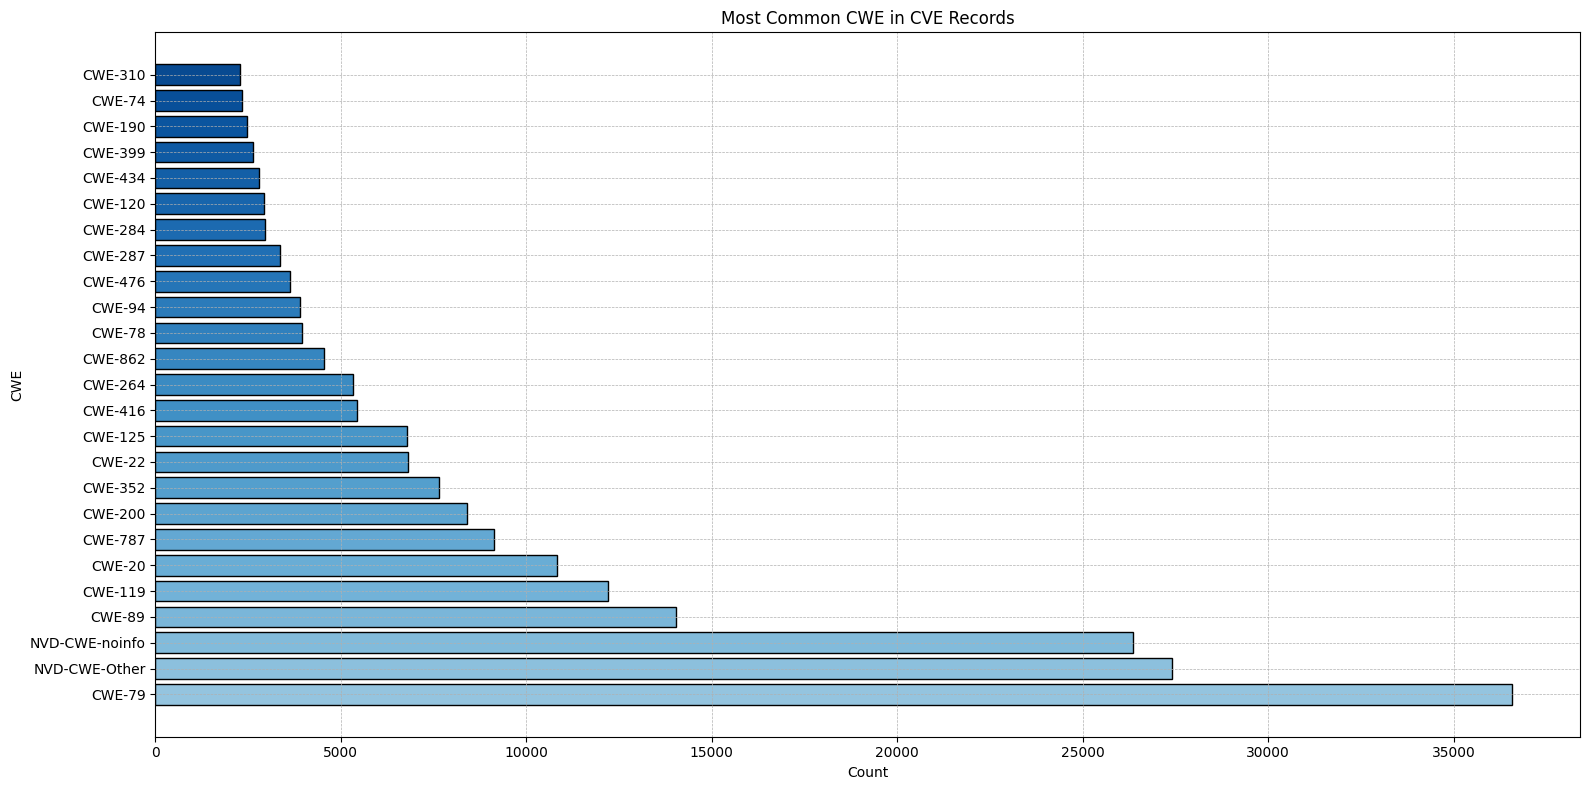 Most Common CWE in CVE Records
CWE-310
CWE-74
CWE-190
CWE-399
CWE-434
CWE-120
CWE-284
CWE-287
CWE-476
CWE-94
CWE-78
CWE-862
CWE-264
CWE-416
CWE-125
CWE-22
CWE-352
CWE-200
CWE-787
CWE-20
CWE-119
CWE-89
NVD-CWE-noinfo
NVD-CWE-Other
CWE-79
CWE
0 5000 10000 15000 20000 25000 30000 35000
Count